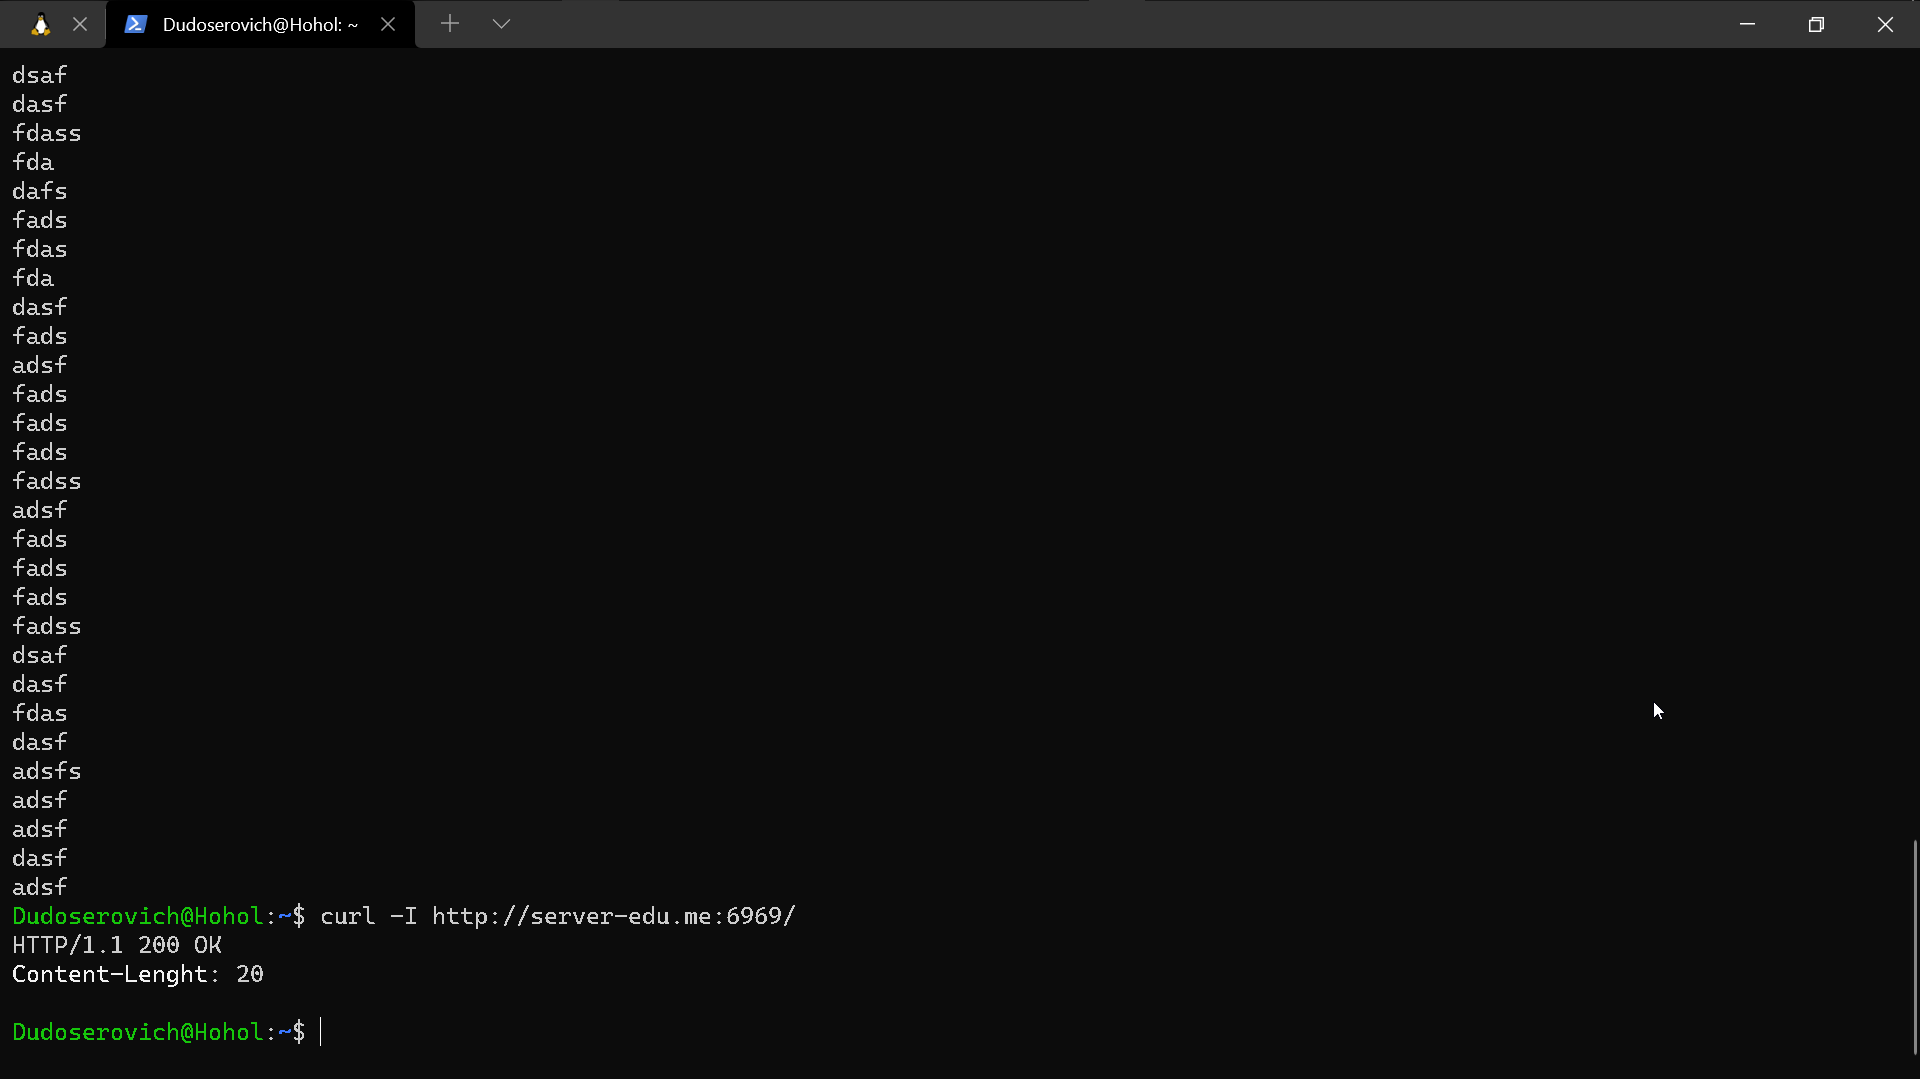 Dudoserovich@Hohol: ~
dsaf
dasf
fdass
fda
dafs
fads
fdas
fda
dasf
fads
adsf
fads
fads
fads
fadss
adsf
fads
fads
fads
fadss
dsaf
dasf
fdas
dasf
adsfs
adsf
adsf
dasf
adsf
Dudoserovich@Hohol:~$ curl -I http://server-edu.me:6969/
HTTP/1.1 200 OK
Content-Lenght: 20
Dudoserovich@Hohol:~$